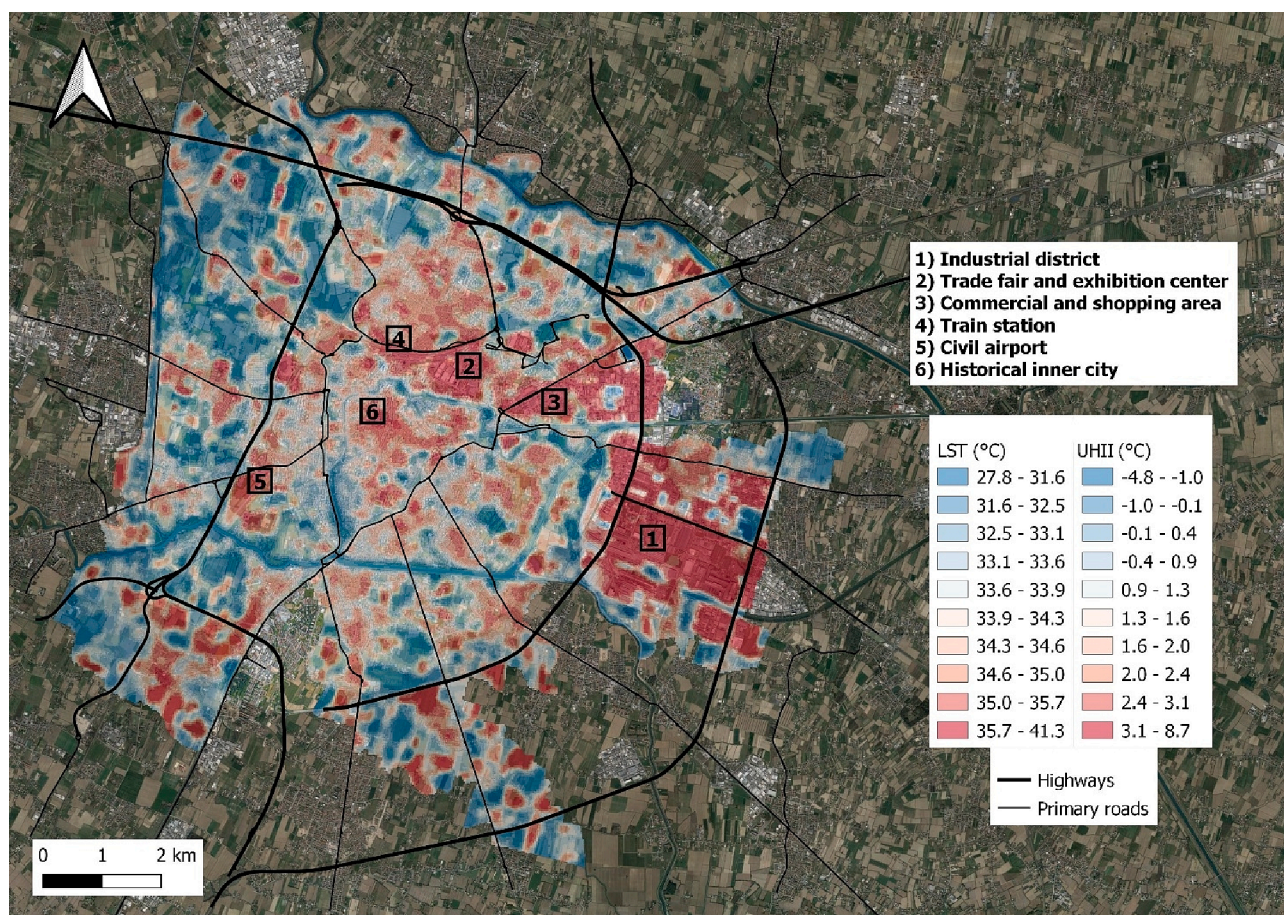 1) Industrial district
2) Trade fair and exhibition center
3) Commercial and shopping area
4) Train station
5) Civil airport
6) Historical inner city
4
2
6
3
5
1
LST (°C) UHII (°C)
27.8 - 31.6 -4.8 - -1.0
31.6 - 32.5 -1.0 - -0.1
32.5 - 33.1 -0.1 - 0.4
33.1 - 33.6 -0.4 - 0.9
33.6 - 33.9 0.9 - 1.3
33.9 - 34.3 1.3 - 1.6
34.3 - 34.6 1.6 - 2.0
34.6 - 35.0 2.0 - 2.4
35.0 - 35.7 2.4 - 3.1
35.7 - 41.3 3.1 - 8.7
Highways
Primary roads
0 1 2 km